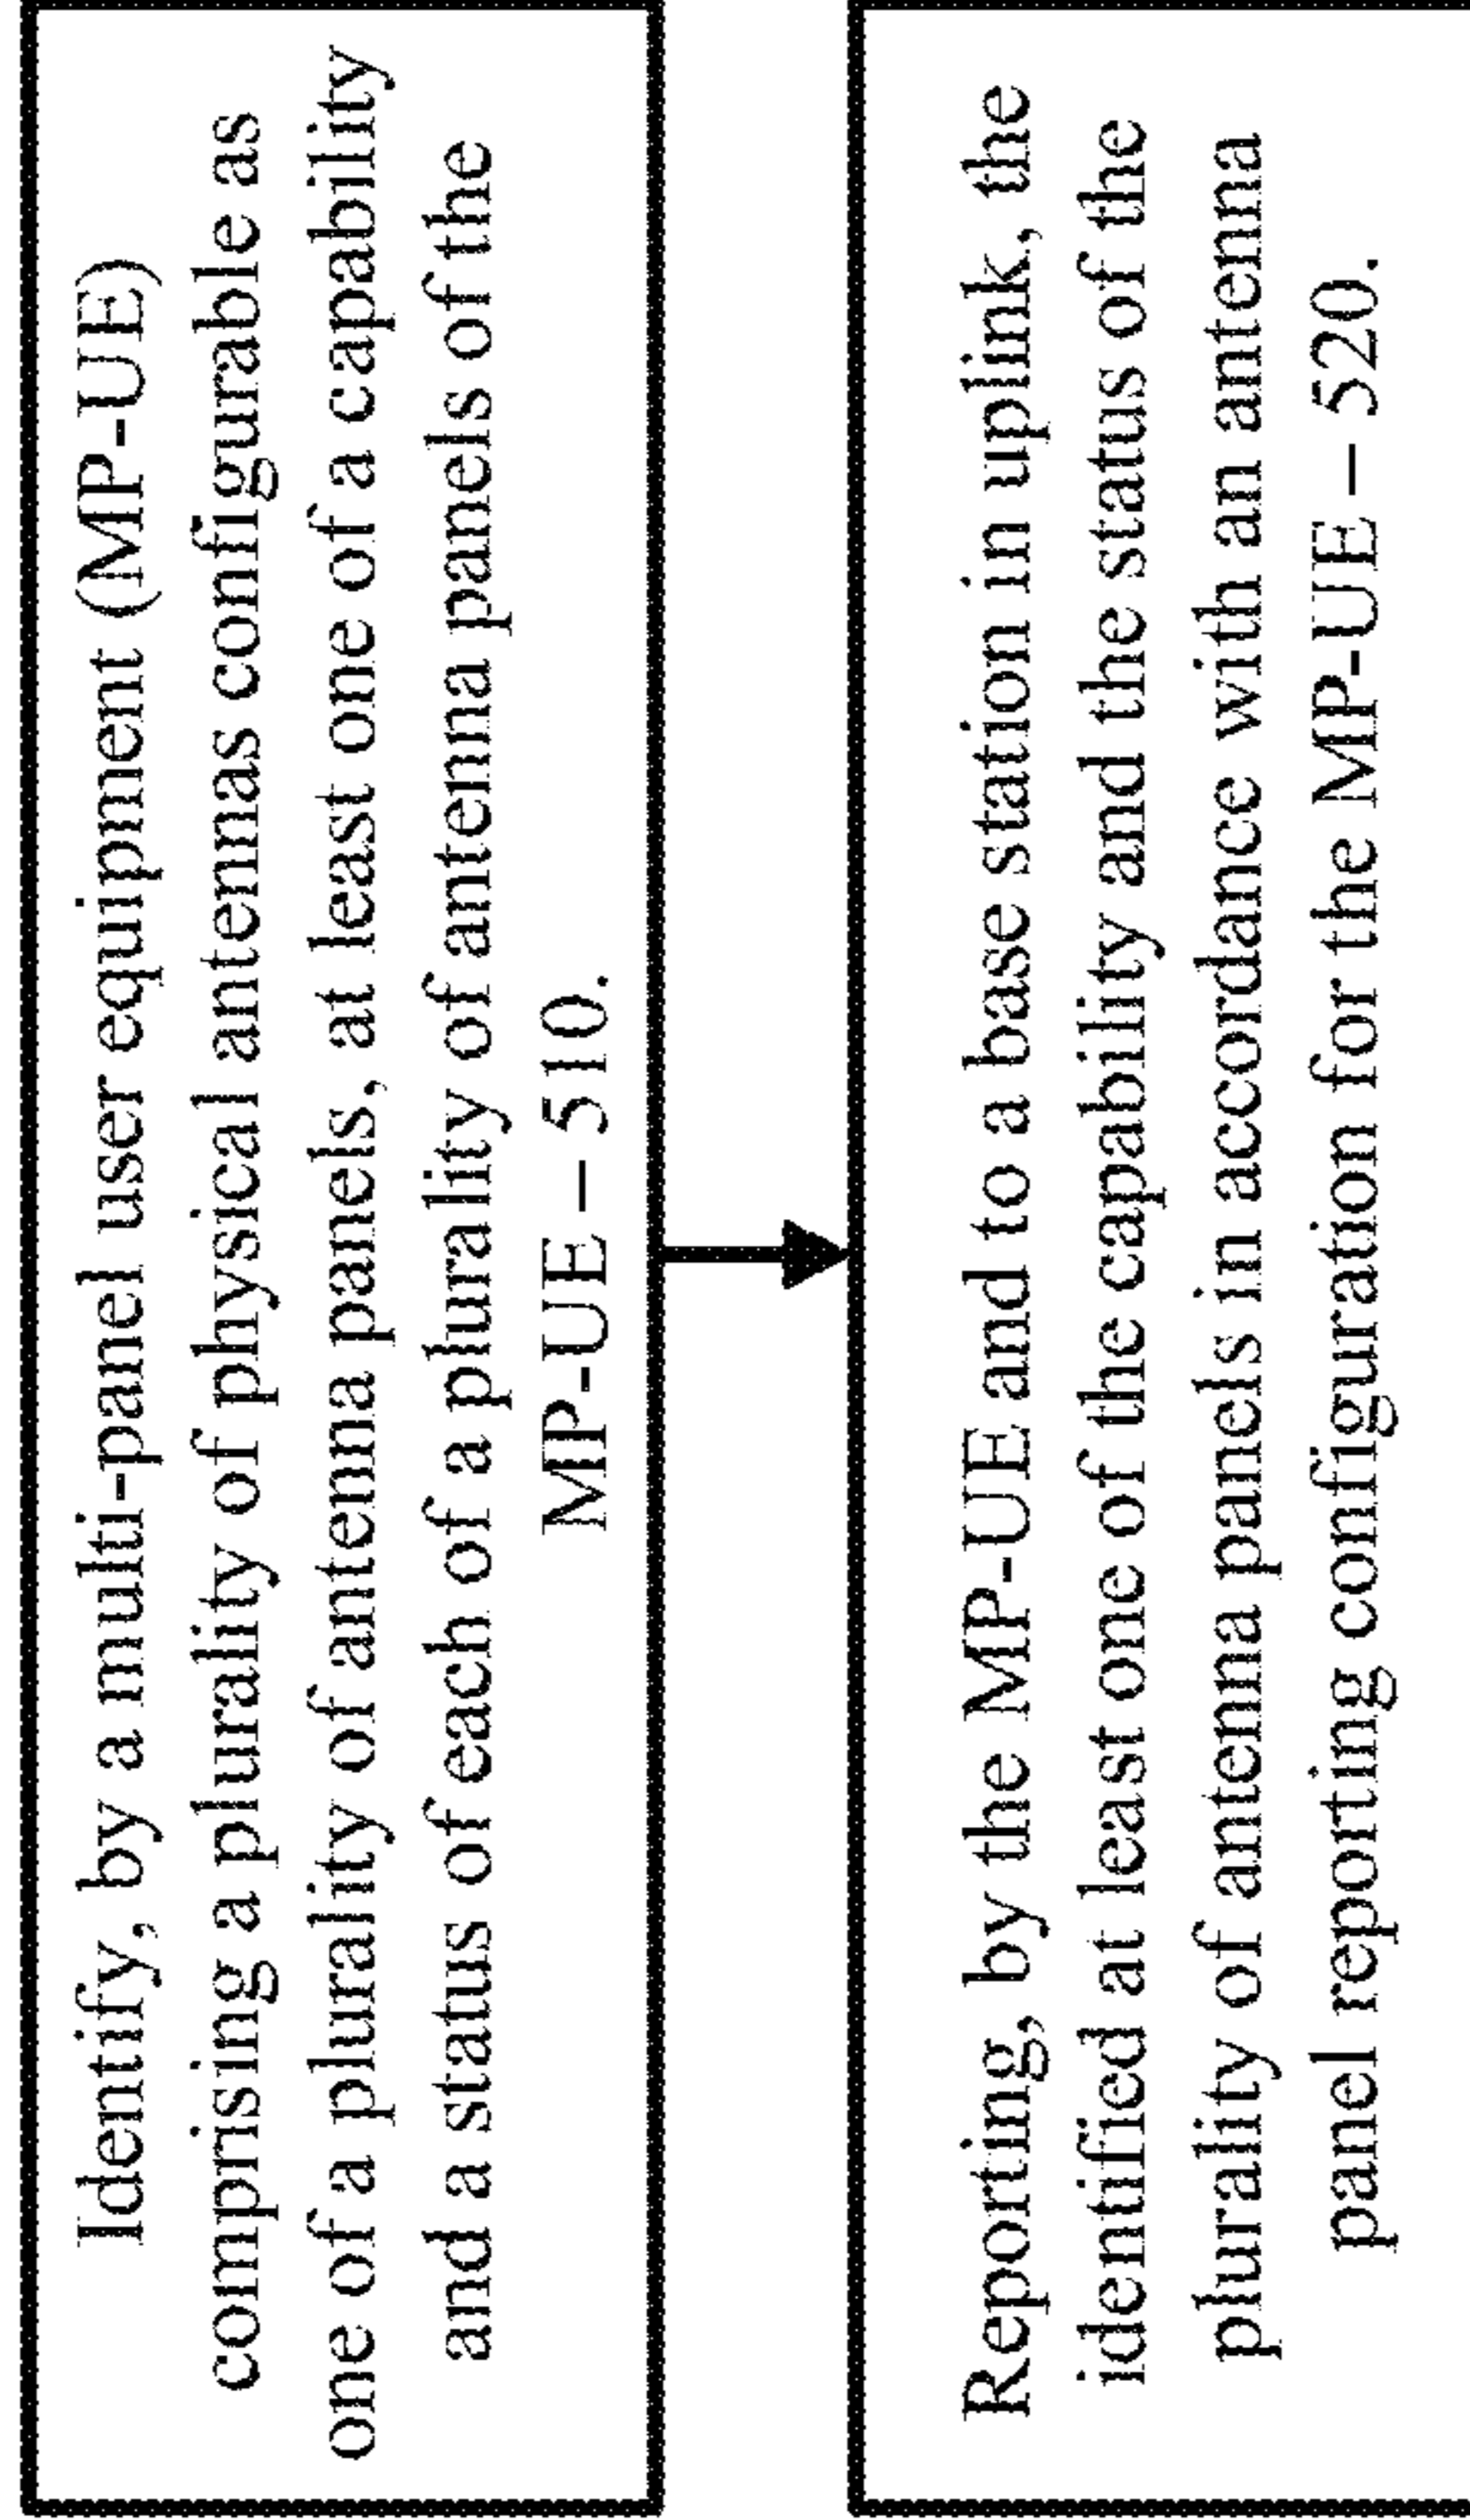 Identify, by a multi-panel user equipment (MP-UE)
comprising a plurality of physical antennas configurable as
one of a plurality of antenna panels, at least one of a capability
and a status of each of a plurality of antenna panels of the
MP-UE – 510.
Reporting, by the MP-UE and to a base station in uplink, the
identified at least one of the capability and the status of the
plurality of antenna panels in accordance with an antenna
panel reporting configuration for the MP-UE – 520.